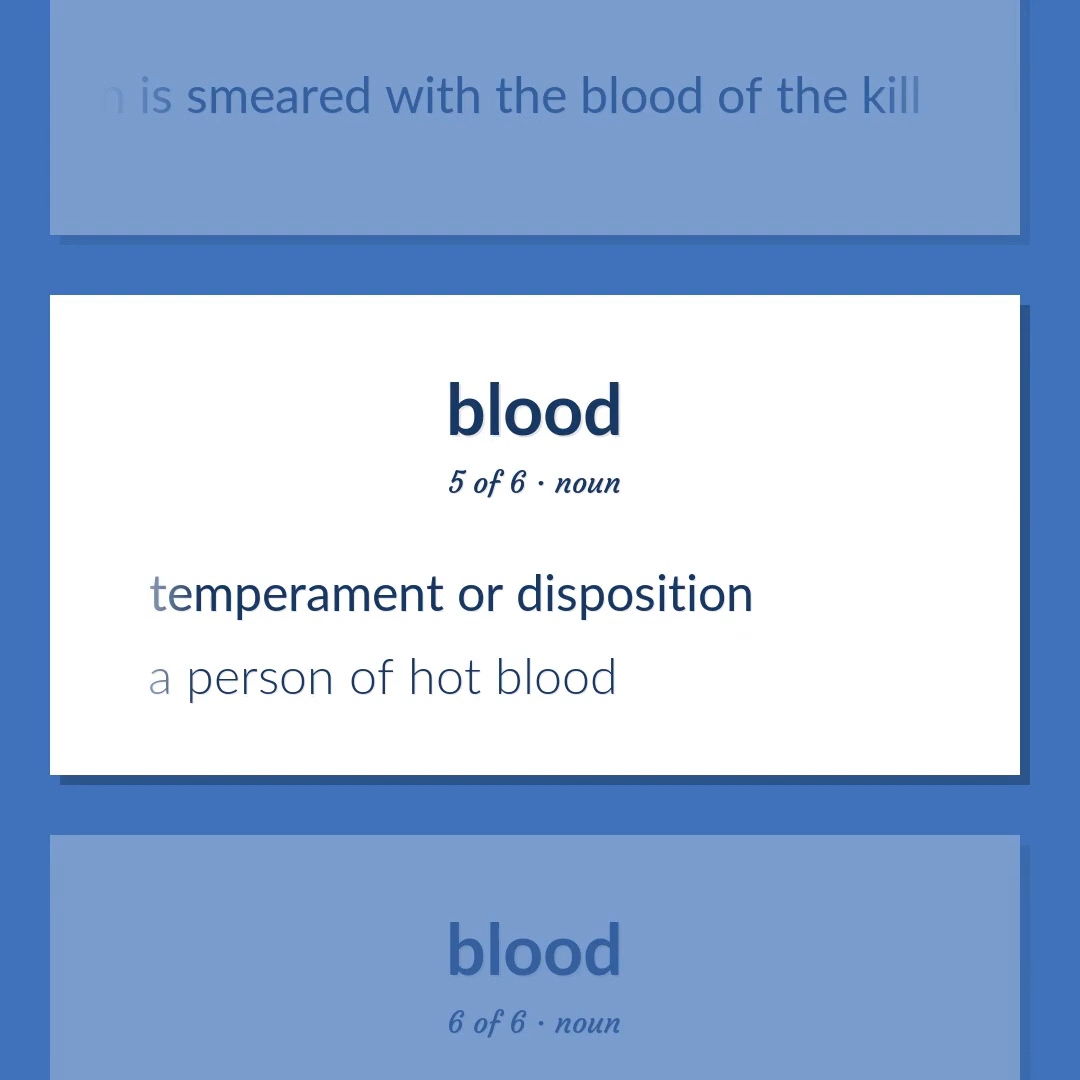 is smeared with the blood of the kill
blood
5 of 6 · noun
temperament or disposition
a person of hot blood
blood
6 of 6 · noun